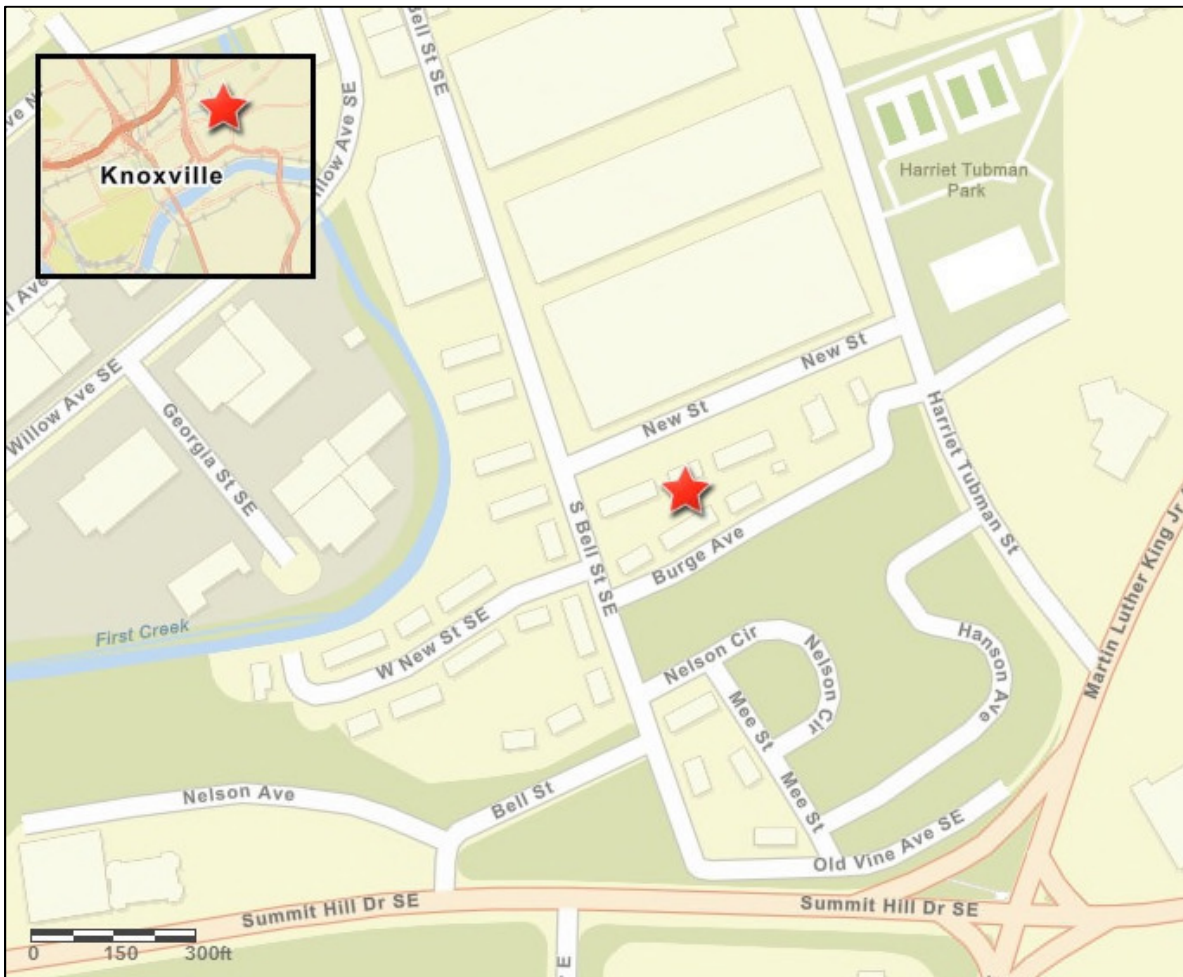 Bell St SE
Willow Ave SE
Knoxville
Harriet Tubman
Park
New St
New St
Willow Ave SE
Georgia St SE
Harriet Tubman St
S Bell St SE
Burge Ave
Martin Luther King Jr
First Creek
W New St SE
Nelson Cir
Nelson Cir
Hanson Ave
Mee St
Mee St
Nelson Ave
Bell St
Old Vine Ave SE
Summit Hill Dr SE
Summit Hill Dr SE
0 150 300ft